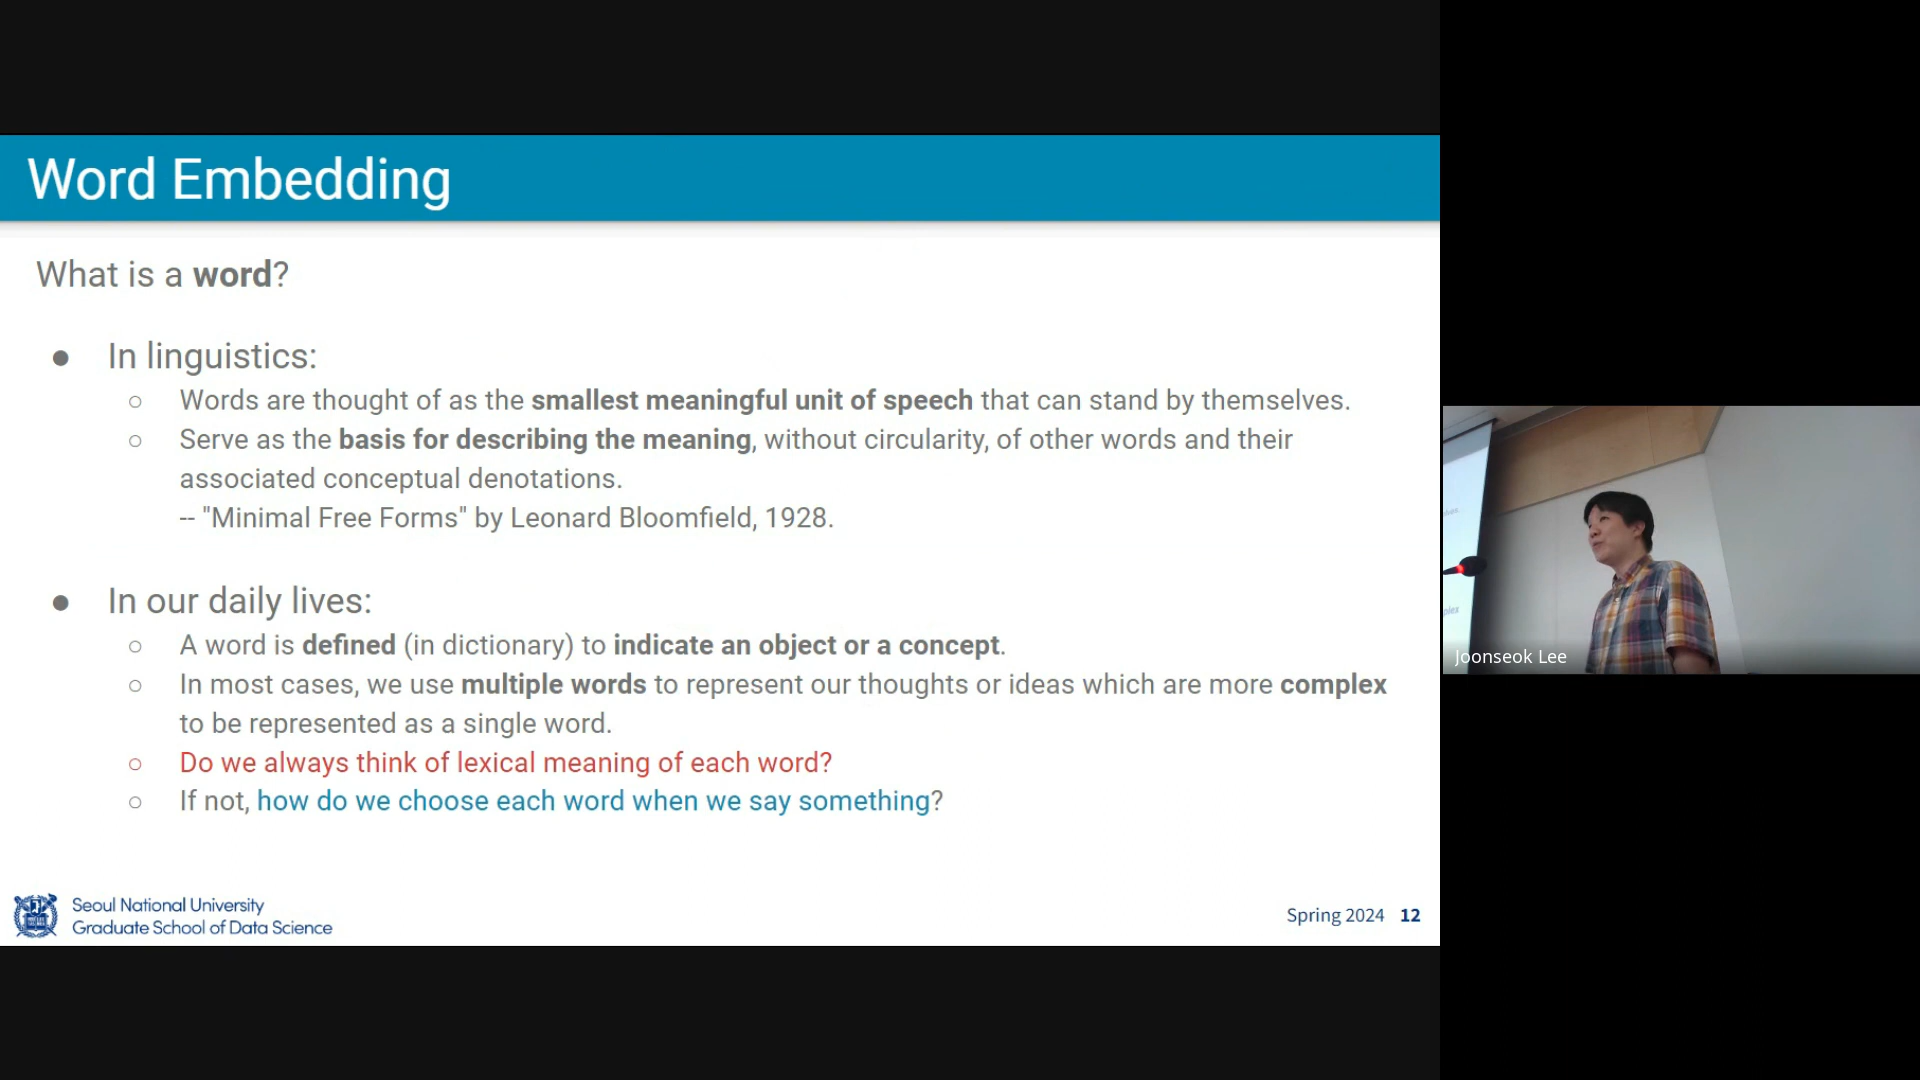 Word Embedding
What is a word?
● In linguistics:
○ Words are thought of as the smallest meaningful unit of speech that can stand by themselves.
○ Serve as the basis for describing the meaning, without circularity, of other words and their
associated conceptual denotations.
-- "Minimal Free Forms" by Leonard Bloomfield, 1928.
● In our daily lives:
○ A word is defined (in dictionary) to indicate an object or a concept.
○ In most cases, we use multiple words to represent our thoughts or ideas which are more complex
to be represented as a single word.
○ Do we always think of lexical meaning of each word?
○ If not, how do we choose each word when we say something?
Seoul National University
Graduate School of Data Science
Spring 2024 12
Joonseok Lee